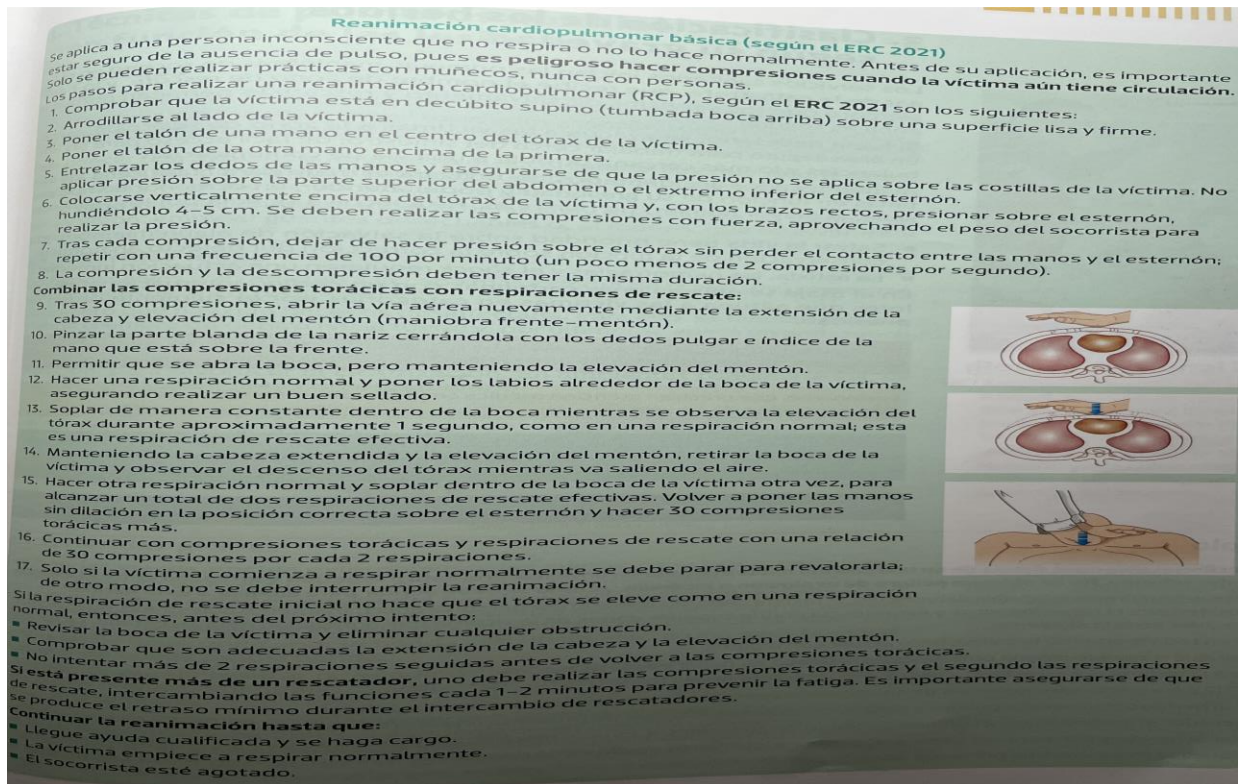 Reanimación cardiopulmonar básica (según el ERC 2021)
Se aplica a una persona inconsciente que no respira o no lo hace normalmente. Antes de su aplicación, es importante
estar seguro de la ausencia de pulso, pues es peligroso hacer compresiones cuando la víctima aún tiene circulación.
Solo se pueden realizar prácticas con muñecos, nunca con personas.
Los pasos para realizar una reanimación cardiopulmonar (RCP), según el ERC 2021 son los siguientes:
1. Comprobar que la víctima está en decúbito supino (tumbada boca arriba) sobre una superficie lisa y firme.
2. Arrodillarse al lado de la víctima.
3. Poner el talón de una mano en el centro del tórax de la víctima.
4. Poner el talón de la otra mano encima de la primera.
5. Entrelazar los dedos de las manos y asegurarse de que la presión no se aplica sobre las costillas de la víctima. No
aplicar presión sobre la parte superior del abdomen o el extremo inferior del esternón.
6. Colocarse verticalmente encima del tórax de la víctima y, con los brazos rectos, presionar sobre el esternón,
hundiéndolo 4–5 cm. Se deben realizar las compresiones con fuerza, aprovechando el peso del socorrista para
realizar la presión.
7. Tras cada compresión, dejar de hacer presión sobre el tórax sin perder el contacto entre las manos y el esternón;
repetir con una frecuencia de 100 por minuto (un poco menos de 2 compresiones por segundo).
8. La compresión y la descompresión deben tener la misma duración.
Combinar las compresiones torácicas con respiraciones de rescate:
9. Tras 30 compresiones, abrir la vía aérea nuevamente mediante la extensión de la
cabeza y elevación del mentón (maniobra frente–mentón).
10. Pinzar la parte blanda de la nariz cerrándola con los dedos pulgar e índice de la
mano que está sobre la frente.
11. Permitir que se abra la boca, pero manteniendo la elevación del mentón.
12. Hacer una respiración normal y poner los labios alrededor de la boca de la víctima,
asegurando realizar un buen sellado.
13. Soplar de manera constante dentro de la boca mientras se observa la elevación del
tórax durante aproximadamente 1 segundo, como en una respiración normal; esta
es una respiración de rescate efectiva.
14. Manteniendo la cabeza extendida y la elevación del mentón, retirar la boca de la
víctima y observar el descenso del tórax mientras va saliendo el aire.
15. Hacer otra respiración normal y soplar dentro de la boca de la víctima otra vez, para
alcanzar un total de dos respiraciones de rescate efectivas. Volver a poner las manos
sin dilación en la posición correcta sobre el esternón y hacer 30 compresiones
torácicas más.
16. Continuar con compresiones torácicas y respiraciones de rescate con una relación
de 30 compresiones por cada 2 respiraciones.
17. Solo si la víctima comienza a respirar normalmente se debe parar para revalorarla;
de otro modo, no se debe interrumpir la reanimación.
Si la respiración de rescate inicial no hace que el tórax se eleve como en una respiración
normal, entonces, antes del próximo intento:
▪ Revisar la boca de la víctima y eliminar cualquier obstrucción.
▪ Comprobar que son adecuadas la extensión de la cabeza y la elevación del mentón.
▪ No intentar más de 2 respiraciones seguidas antes de volver a las compresiones torácicas.
Si está presente más de un rescatador, uno debe realizar las compresiones torácicas y el segundo las respiraciones
de rescate, intercambiando las funciones cada 1–2 minutos para prevenir la fatiga. Es importante asegurarse de que
se produce el retraso mínimo durante el intercambio de rescatadores.
Continuar la reanimación hasta que:
▪ Llegue ayuda cualificada y se haga cargo.
▪ La víctima empiece a respirar normalmente.
▪ El socorrista esté agotado.